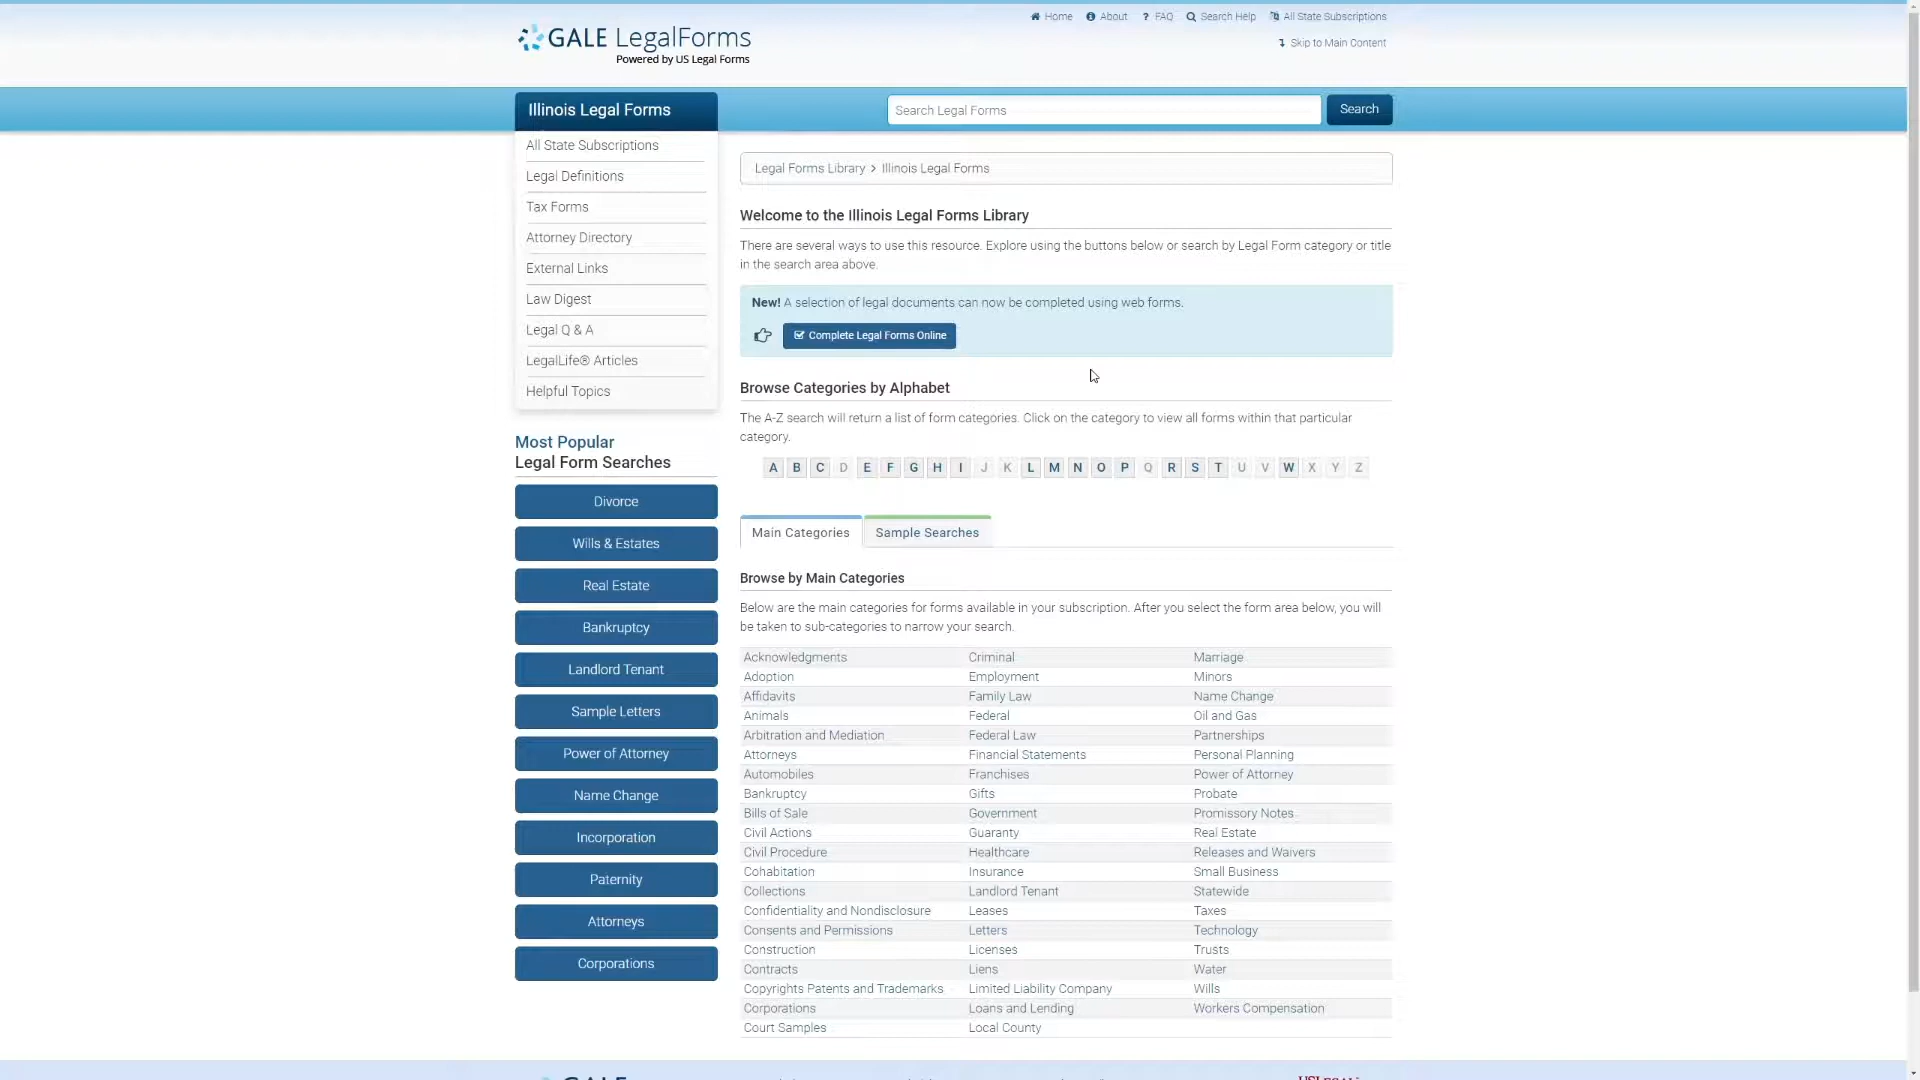 Home About ? FAQ Search Help All State Subscriptions
GALE LegalForms
Powered by US Legal Forms
Skip to Main Content
Illinois Legal Forms
Search Legal Forms
Search
All State Subscriptions
Legal Definitions
Tax Forms
Attorney Directory
External Links
Law Digest
Legal Q & A
LegalLife® Articles
Helpful Topics
Most Popular
Legal Form Searches
Divorce
Wills & Estates
Real Estate
Bankruptcy
Landlord Tenant
Sample Letters
Power of Attorney
Name Change
Incorporation
Paternity
Attorneys
Corporations
Legal Forms Library > Illinois Legal Forms
Welcome to the Illinois Legal Forms Library
There are several ways to use this resource. Explore using the buttons below or search by Legal Form category or title
in the search area above.
New! A selection of legal documents can now be completed using web forms.
Complete Legal Forms Online
Browse Categories by Alphabet
The A-Z search will return a list of form categories. Click on the category to view all forms within that particular
category.
A B C D E F G H I J K L M N O P Q R S T U V W X Y Z
Main Categories Sample Searches
Browse by Main Categories
Below are the main categories for forms available in your subscription. After you select the form area below, you will
be taken to sub-categories to narrow your search.
Acknowledgments Criminal Marriage
Adoption Employment Minors
Affidavits Family Law Name Change
Animals Federal Oil and Gas
Arbitration and Mediation Federal Law Partnerships
Attorneys Financial Statements Personal Planning
Automobiles Franchises Power of Attorney
Bankruptcy Gifts Probate
Bills of Sale Government Promissory Notes
Civil Actions Guaranty Real Estate
Civil Procedure Healthcare Releases and Waivers
Cohabitation Insurance Small Business
Collections Landlord Tenant Statewide
Confidentiality and Nondisclosure Leases Taxes
Consents and Permissions Letters Technology
Construction Licenses Trusts
Contracts Liens Water
Copyrights Patents and Trademarks Limited Liability Company Wills
Corporations Loans and Lending Workers Compensation
Court Samples Local County